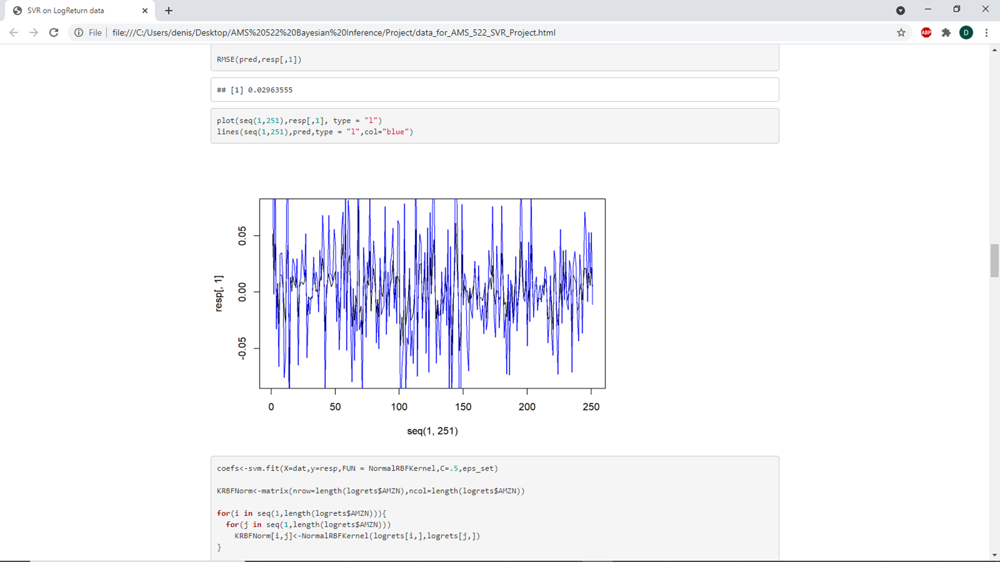 SVR on LogReturn data
File
file:///C:/Users/denis/Desktop/AMS%20522%20Bayesian%20Inference/Project/data_for_AMS_522_SVR_Project.html
ABP
D
RMSE(pred,resp[,1])
## [1] 0.02963555
plot(seq(1,251),resp[,1], type = "l")
lines(seq(1,251),pred,type = "l",col="blue")
resp[, 1]
0.05
0.00
-0.05
0 50 100 150 200 250
seq(1, 251)
coefs<-svm.fit(X=dat,y=resp,FUN = NormalRBFKernel,C=.5,eps_set)
KRBFNorm<-matrix(nrow=length(logrets$AMZN),ncol=length(logrets$AMZN))
for(i in seq(1,length(logrets$AMZN))){
  for(j in seq(1,length(logrets$AMZN)))
    KRBFNorm[i,j]<-NormalRBFKernel(logrets[i,],logrets[j,])
}